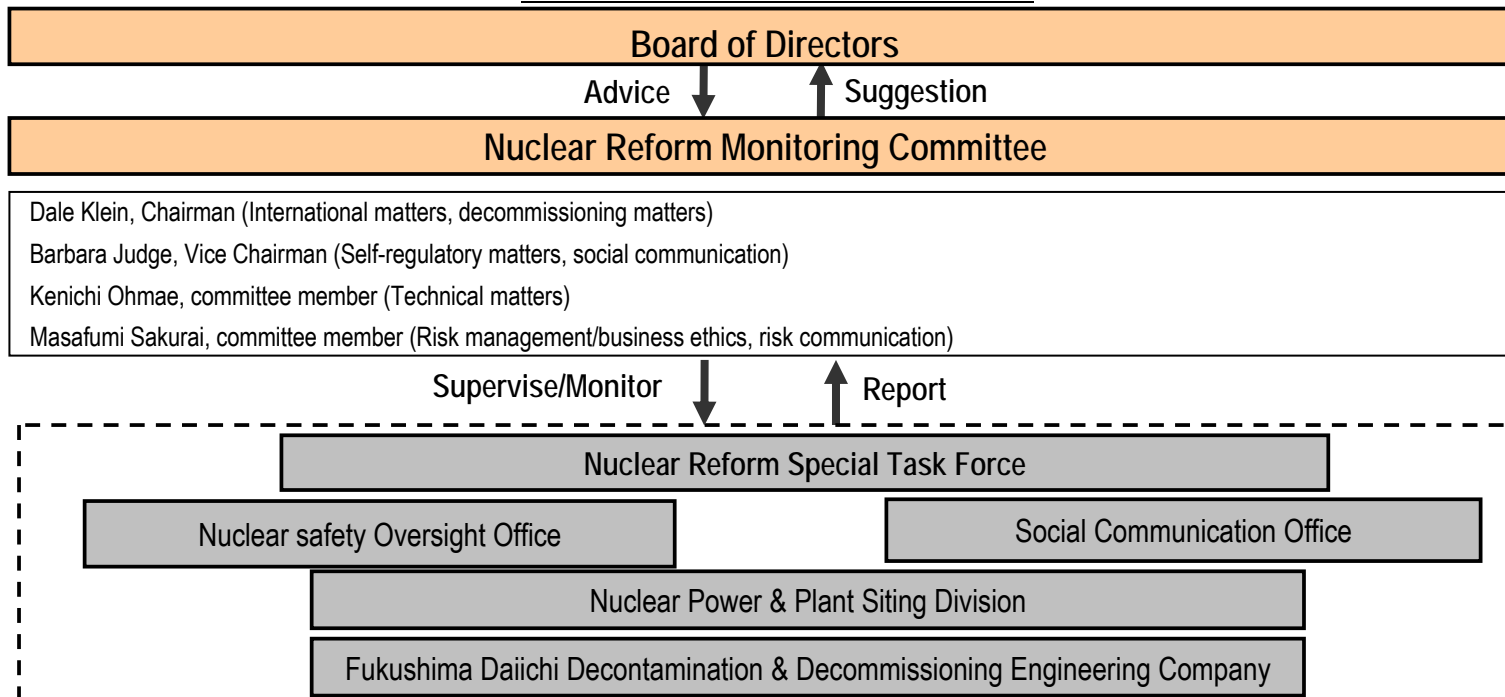 Board of Directors
Advice
Suggestion
Nuclear Reform Monitoring Committee
Dale Klein, Chairman (International matters, decommissioning matters)
Barbara Judge, Vice Chairman (Self-regulatory matters, social communication)
Kenichi Ohmae, committee member (Technical matters)
Masafumi Sakurai, committee member (Risk management/business ethics, risk communication)
Supervise/Monitor
Report
Nuclear Reform Special Task Force
Nuclear safety Oversight Office
Social Communication Office
Nuclear Power & Plant Siting Division
Fukushima Daiichi Decontamination & Decommissioning Engineering Company